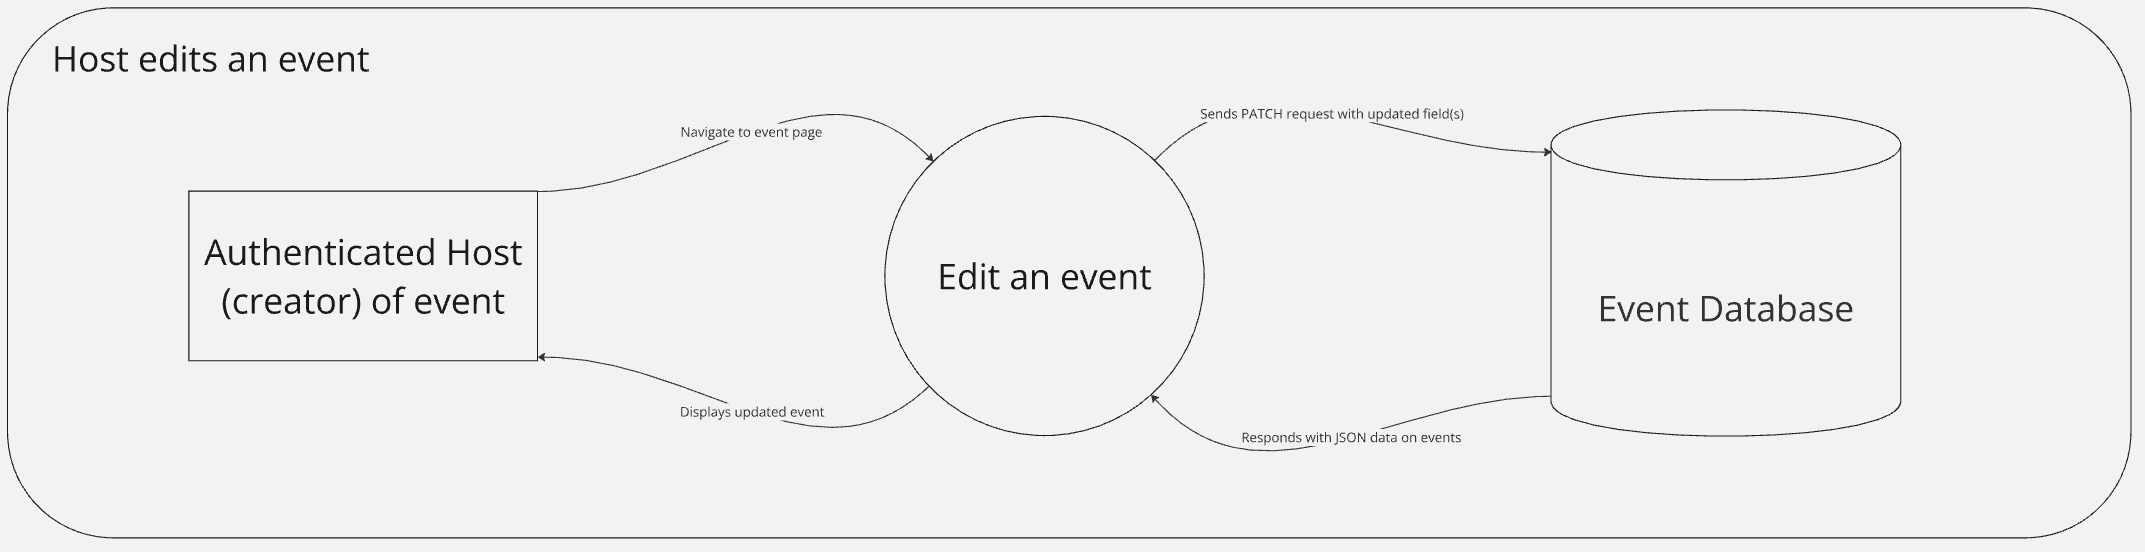 Host edits an event
Navigate to event page
Sends PATCH request with updated field(s)
Authenticated Host
(creator) of event
Edit an event
Event Database
Displays updated event
Responds with JSON data on events